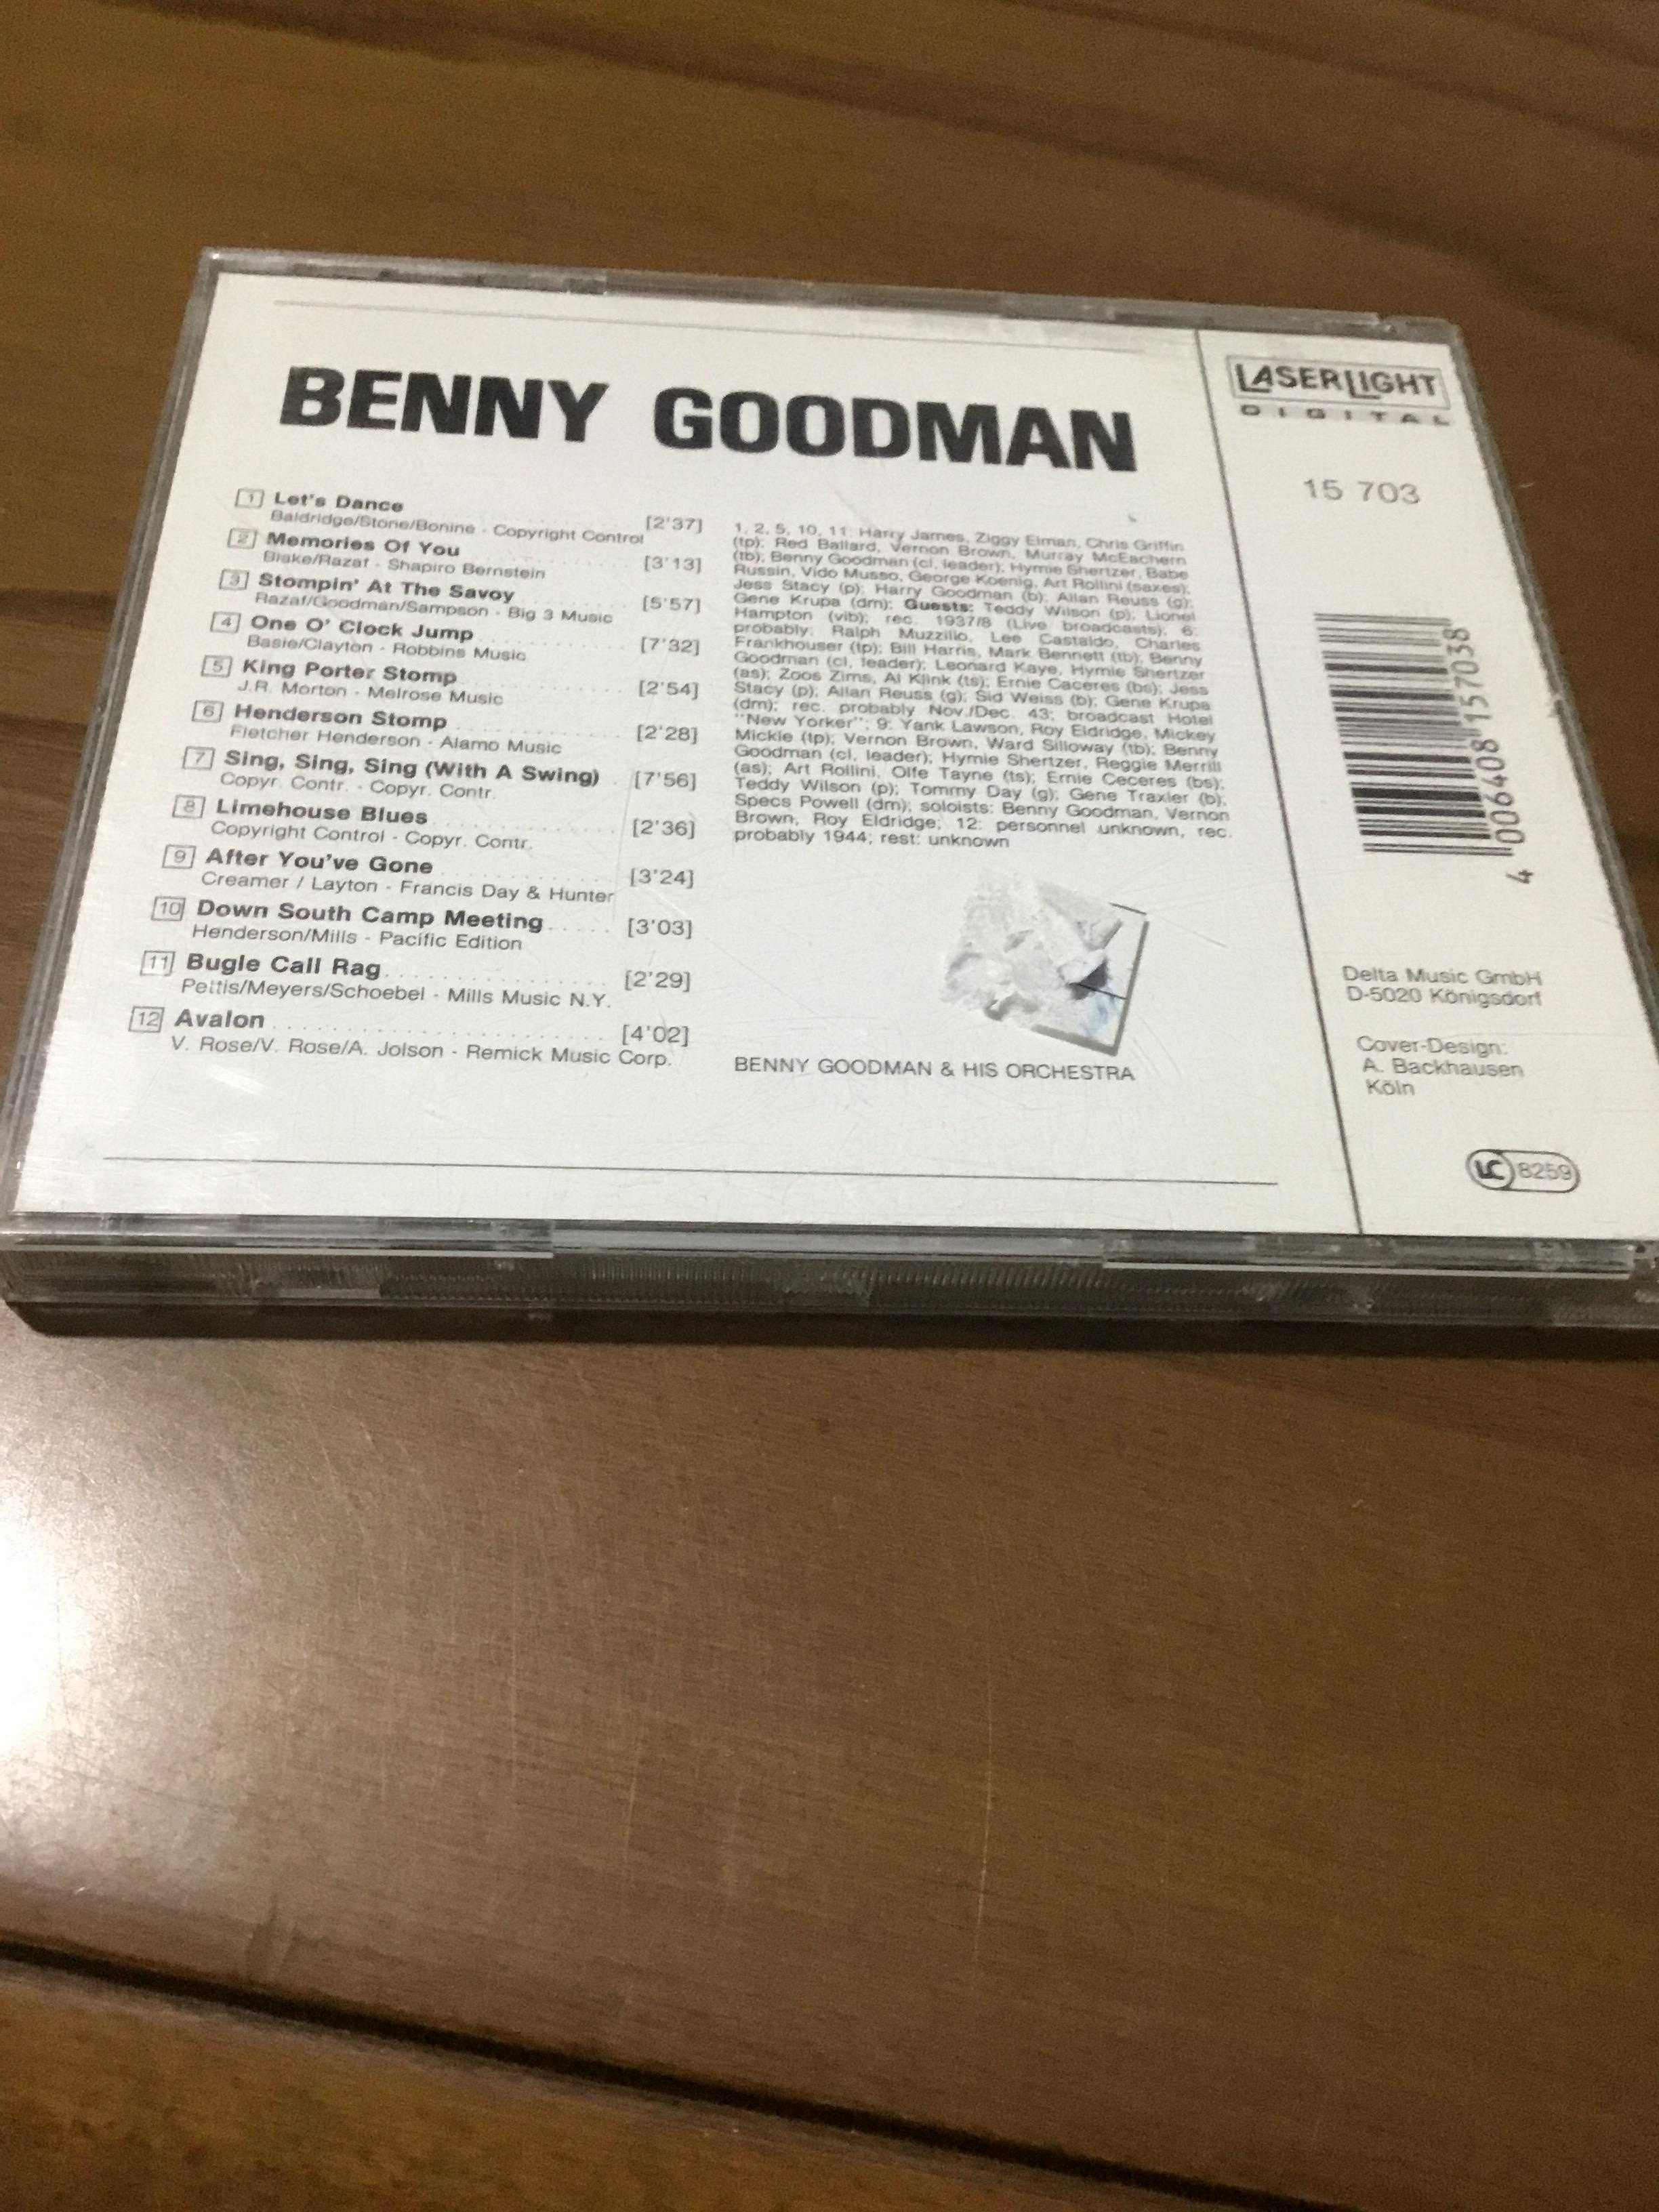 BENNY GOODMAN
1 Let's Dance [2'37]
Baldridge/Stone/Bonine - Copyright Control
2 Memories Of You [3'13]
Blake/Razaf - Shapiro Bernstein
3 Stompin' At The Savoy [5'57]
Razaf/Goodman/Sampson - Big 3 Music
4 One O' Clock Jump [7'32]
Basie/Clayton - Robbins Music
5 King Porter Stomp [2'54]
J.R. Morton - Melrose Music
6 Henderson Stomp [2'28]
Fletcher Henderson - Alamo Music
7 Sing, Sing, Sing (With A Swing) [7'56]
Copyr. Contr. - Copyr. Contr.
8 Limehouse Blues [2'36]
Copyright Control - Copyr. Contr.
9 After You've Gone [3'24]
Creamer / Layton - Francis Day & Hunter
10 Down South Camp Meeting [3'03]
Henderson/Mills - Pacific Edition
11 Bugle Call Rag [2'29]
Pettis/Meyers/Schoebel - Mills Music N.Y.
12 Avalon [4'02]
V. Rose/V. Rose/A. Jolson - Remick Music Corp.
1, 2, 5, 10, 11: Harry James, Ziggy Elman, Chris Griffin
(tp); Red Ballard, Vernon Brown, Murray McEachern
(tb); Benny Goodman (cl, leader); Hymie Shertzer, Babe
Russin, Vido Musso, George Koenig, Art Rollini (saxes);
Jess Stacy (p); Harry Goodman (b); Allan Reuss (g);
Gene Krupa (dm); Guests: Teddy Wilson (p); Lionel
Hampton (vib); rec. 1937/8 (Live broadcasts); 6:
probably: Ralph Muzzillo, Lee Castaldo, Charles
Frankhouser (tp); Bill Harris, Mark Bennett (tb); Benny
Goodman (cl, leader); Leonard Kaye, Hymie Shertzer
(as); Zoos Zims, Al Klink (ts); Ernie Caceres (bs); Jess
Stacy (p); Allan Reuss (g); Sid Weiss (b); Gene Krupa
(dm); rec. probably Nov./Dec. 43; broadcast Hotel
"New Yorker"; 9: Yank Lawson, Roy Eldridge, Mickey
Mickle (tp); Vernon Brown, Ward Silloway (tb); Benny
Goodman (cl, leader); Hymie Shertzer, Reggie Merrill
(as); Art Rollini, Olfe Tayne (ts); Ernie Ceceres (bs);
Teddy Wilson (p); Tommy Day (g); Gene Traxler (b);
Specs Powell (dm); soloists: Benny Goodman, Vernon
Brown, Roy Eldridge; 12: personnel unknown, rec.
probably 1944; rest: unknown
BENNY GOODMAN & HIS ORCHESTRA
LASERLIGHT
DIGITAL
15 703
4 006408 157038
Delta Music GmbH
D-5020 Königsdorf
Cover-Design:
A. Backhausen
Köln
LC 8259